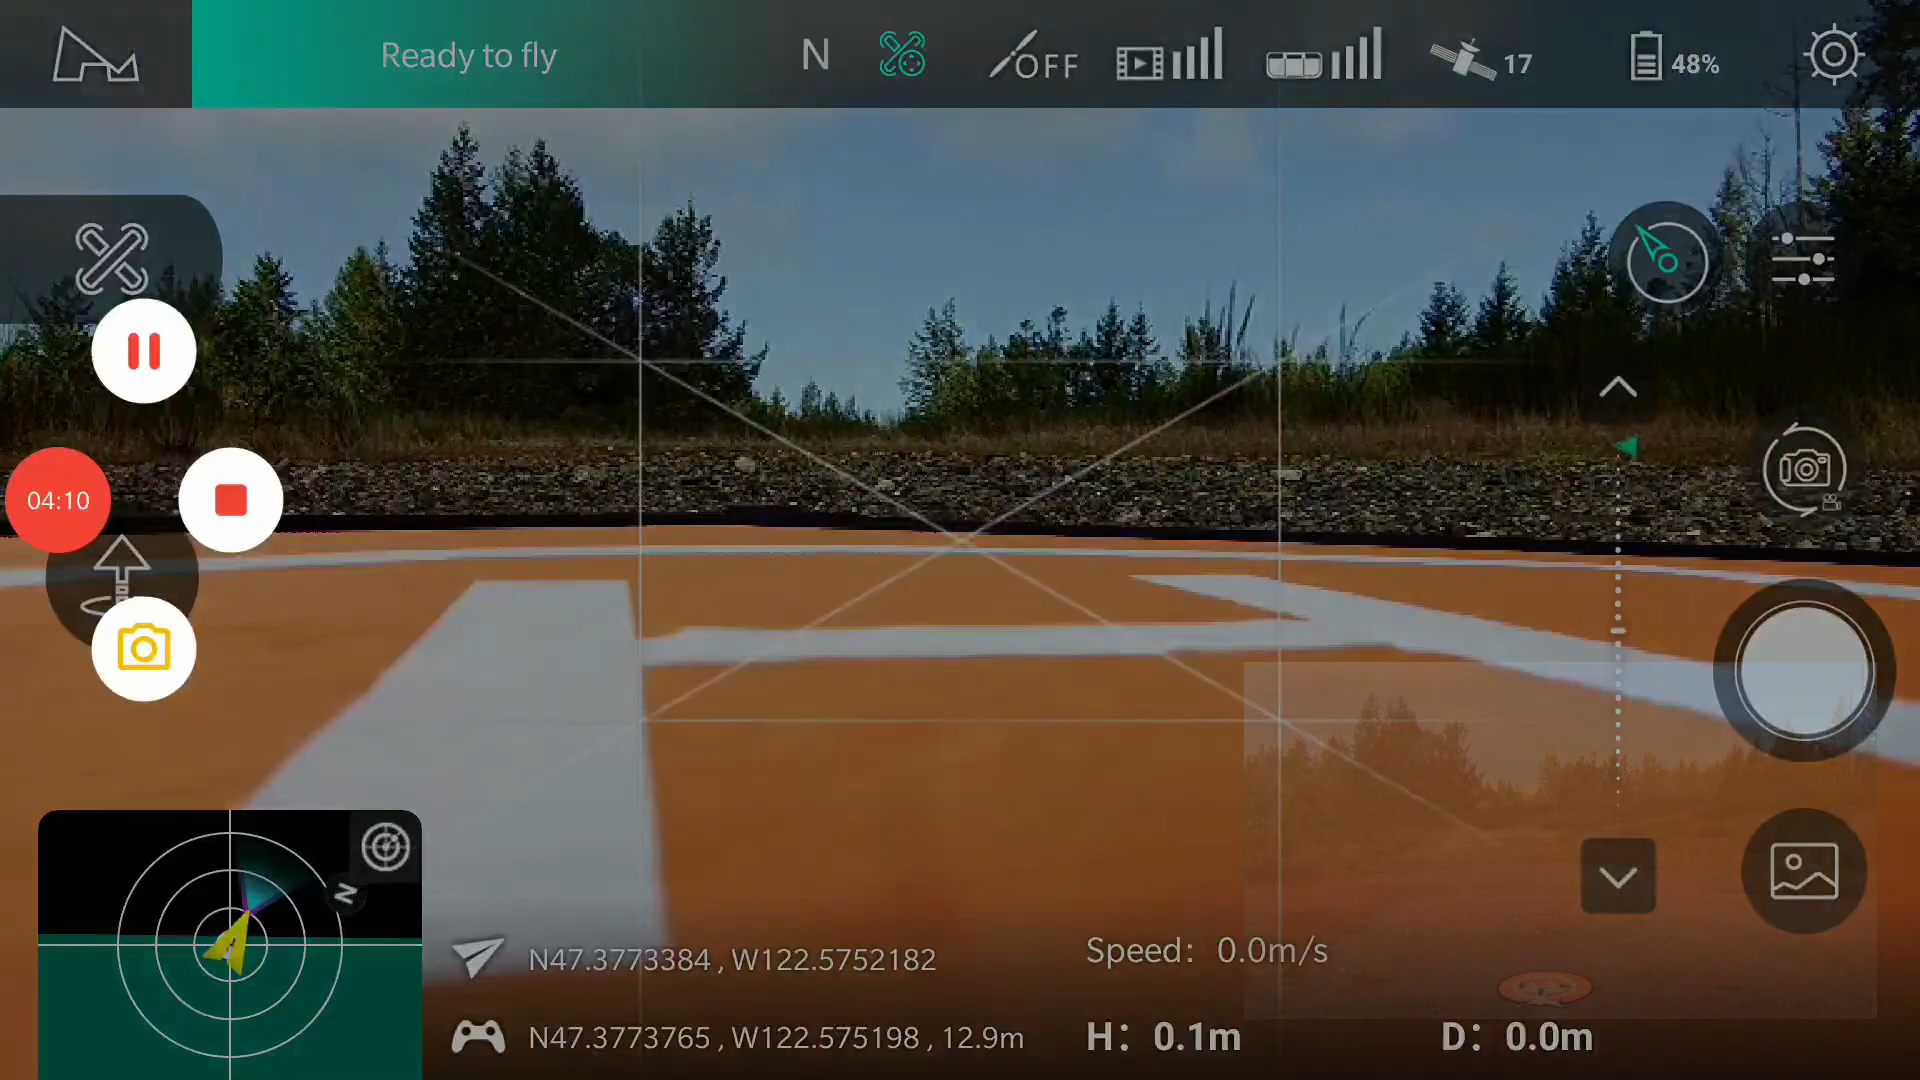 Ready to fly
N
OFF
17
48%
04:10
N
N47.3773384 , W122.5752182
Speed: 0.0m/s
N47.3773765 , W122.575198 , 12.9m
H: 0.1m
D: 0.0m